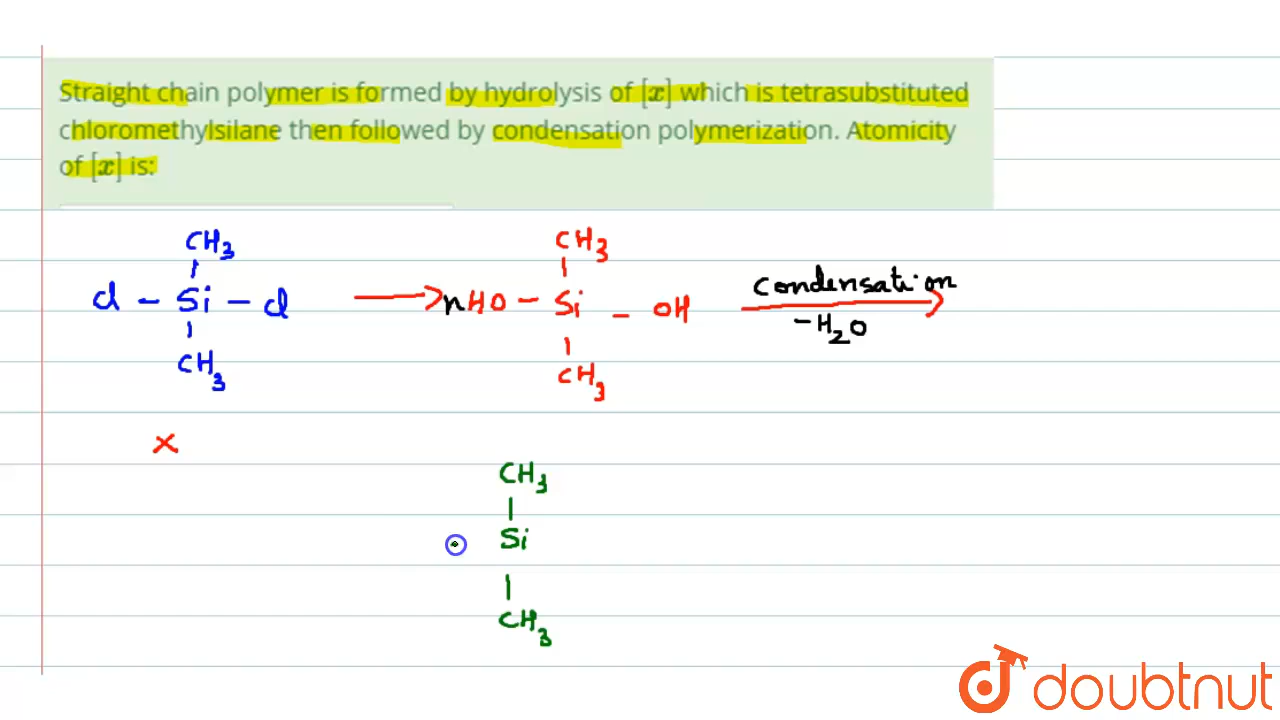 Straight chain polymer is formed by hydrolysis of [x] which is tetrasubstituted
chloromethylsilane then followed by condensation polymerization. Atomicity
of [x] is:
CH3
Cl - Si - Cl
CH3
x
CH3
nHO - Si - OH
CH3
Condensation
-H2O
CH3
Si
CH3
doubtnut